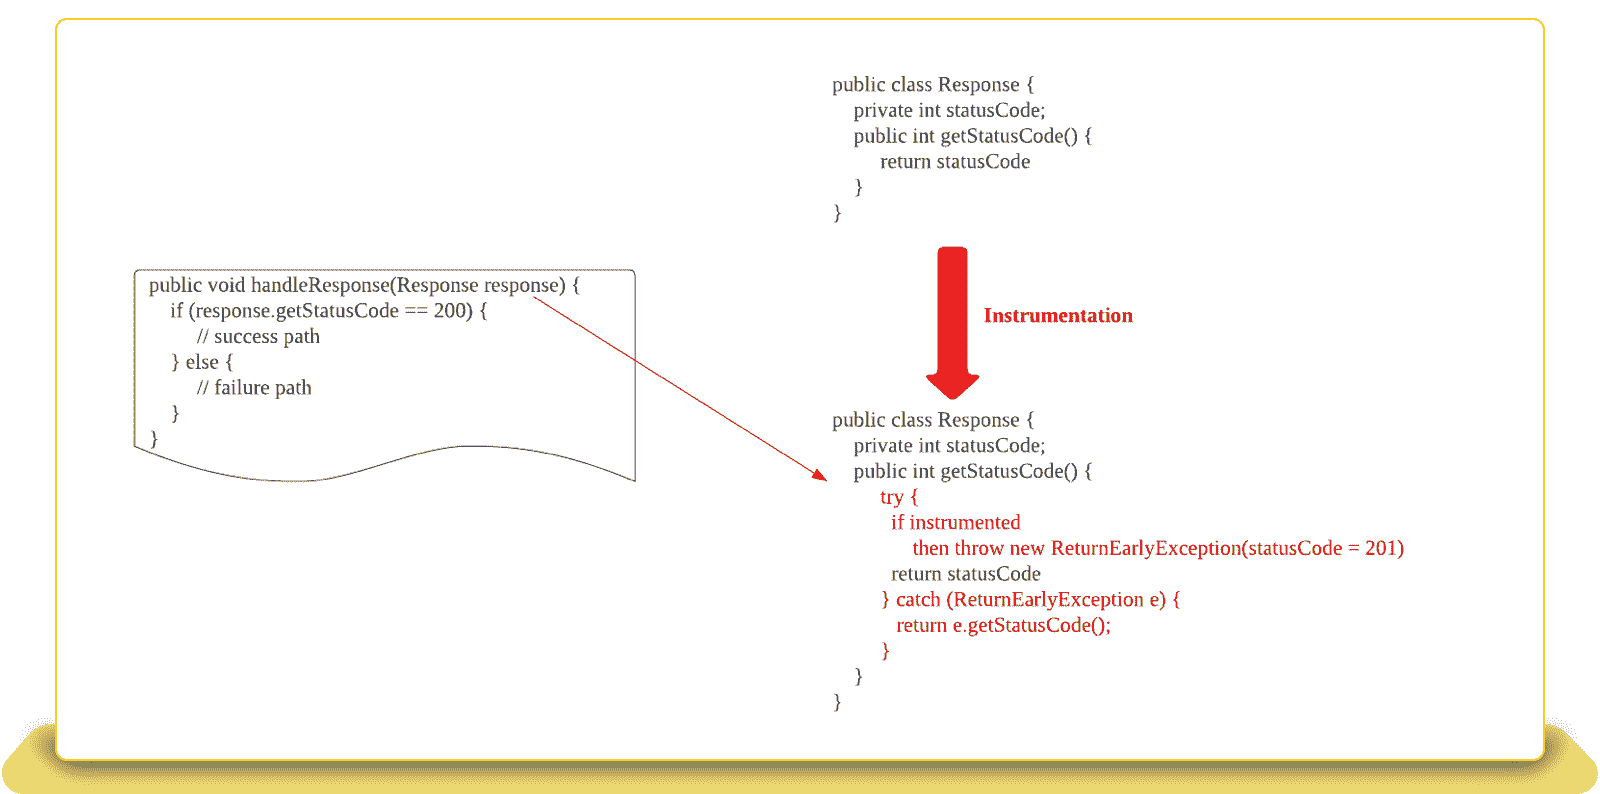 public class Response {
private int statusCode;
public int getStatusCode() {
return statusCode
}
}
Instrumentation
public void handleResponse(Response response) {
if (response.getStatusCode == 200) {
// success path
} else {
// failure path
}
}
public class Response {
private int statusCode;
public int getStatusCode() {
try {
if instrumented
then throw new ReturnEarlyException(statusCode = 201)
return statusCode
} catch (ReturnEarlyException e) {
return e.getStatusCode();
}
}
}